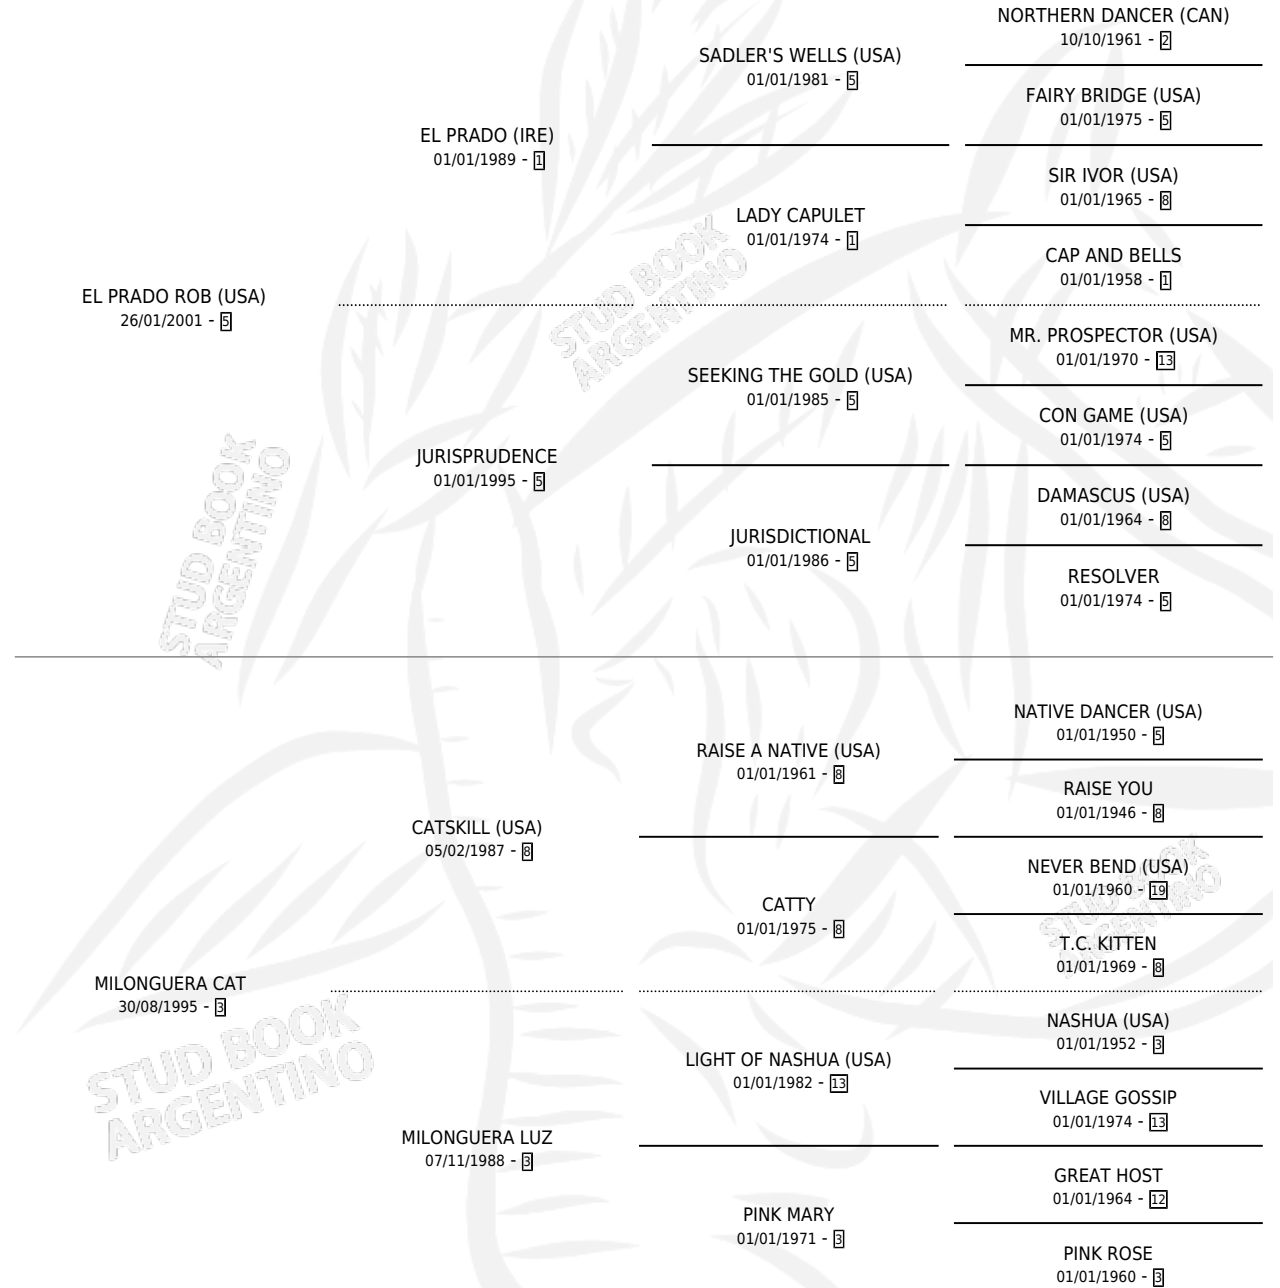 NORTHERN DANCER (CAN)
10/10/1961 - 2
SADLER'S WELLS (USA)
01/01/1981 - 5
FAIRY BRIDGE (USA)
01/01/1975 - 5
EL PRADO (IRE)
01/01/1989 - 1
SIR IVOR (USA)
01/01/1965 - 8
LADY CAPULET
01/01/1974 - 1
CAP AND BELLS
01/01/1958 - 1
EL PRADO ROB (USA)
26/01/2001 - 5
STUD BOOK
ARGENTINO
MR. PROSPECTOR (USA)
01/01/1970 - 13
SEEKING THE GOLD (USA)
01/01/1985 - 5
CON GAME (USA)
01/01/1974 - 5
JURISPRUDENCE
01/01/1995 - 5
DAMASCUS (USA)
01/01/1964 - 8
JURISDICTIONAL
01/01/1986 - 5
RESOLVER
01/01/1974 - 5
STUD BOOK
ARGENTINO
NATIVE DANCER (USA)
01/01/1950 - 5
RAISE A NATIVE (USA)
01/01/1961 - 8
RAISE YOU
01/01/1946 - 8
CATSKILL (USA)
05/02/1987 - 8
NEVER BEND (USA)
01/01/1960 - 19
CATTY
01/01/1975 - 8
STUD BOOK
ARGENTINO
T.C. KITTEN
01/01/1969 - 8
MILONGUERA CAT
30/08/1995 - 3
STUD BOOK
ARGENTINO
NASHUA (USA)
01/01/1952 - 3
LIGHT OF NASHUA (USA)
01/01/1982 - 13
VILLAGE GOSSIP
01/01/1974 - 13
MILONGUERA LUZ
07/11/1988 - 3
GREAT HOST
01/01/1964 - 12
PINK MARY
01/01/1971 - 3
PINK ROSE
01/01/1960 - 3